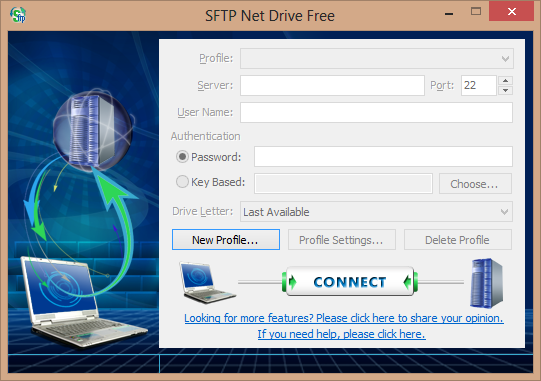 Sftp
SFTP Net Drive Free
Profile:
Server:
Port: 22
User Name:
Authentication
Password:
Key Based:
Choose...
Drive Letter: Last Available
New Profile... Profile Settings... Delete Profile
CONNECT
Looking for more features? Please click here to share your opinion.
If you need help, please click here.